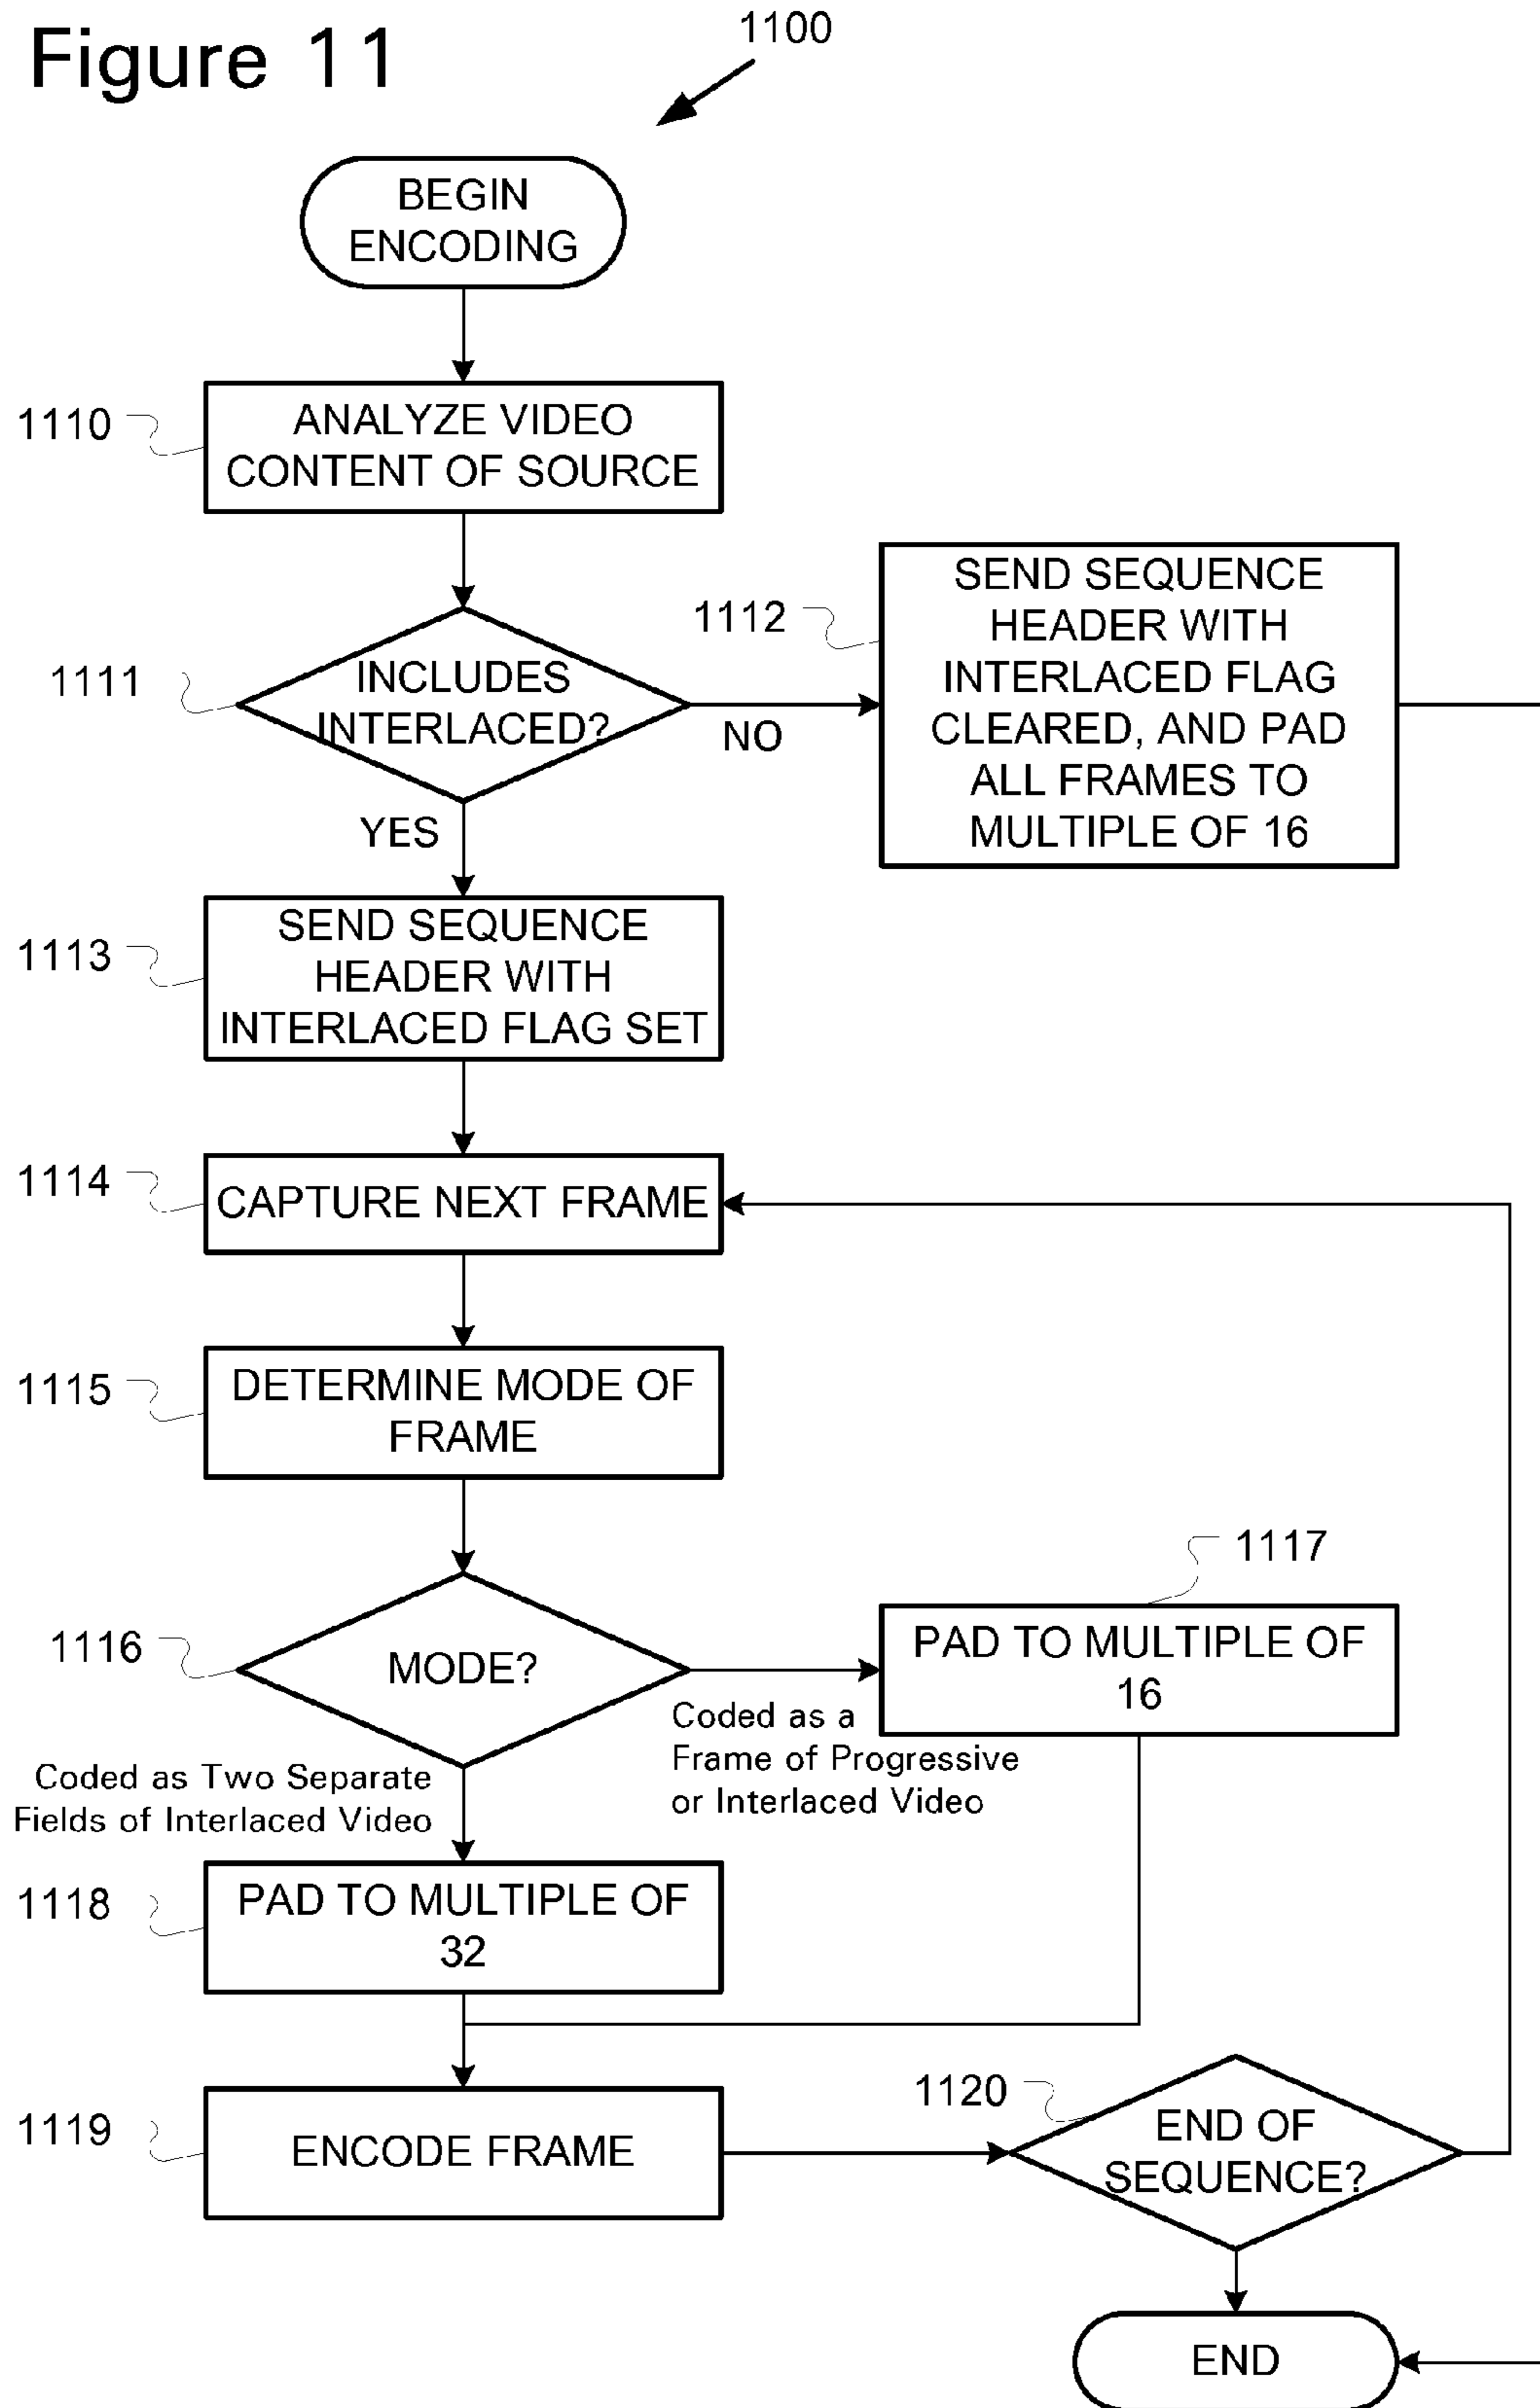 Figure 11
1100
BEGIN
ENCODING
1110
ANALYZE VIDEO
CONTENT OF SOURCE
1111
INCLUDES
INTERLACED?
NO
YES
1112
SEND SEQUENCE
HEADER WITH
INTERLACED FLAG
CLEARED, AND PAD
ALL FRAMES TO
MULTIPLE OF 16
1113
SEND SEQUENCE
HEADER WITH
INTERLACED FLAG SET
1114
CAPTURE NEXT FRAME
1115
DETERMINE MODE OF
FRAME
1116
MODE?
1117
PAD TO MULTIPLE OF
16
Coded as a
Frame of Progressive
or Interlaced Video
Coded as Two Separate
Fields of Interlaced Video
1118
PAD TO MULTIPLE OF
32
1119
ENCODE FRAME
1120
END OF
SEQUENCE?
END